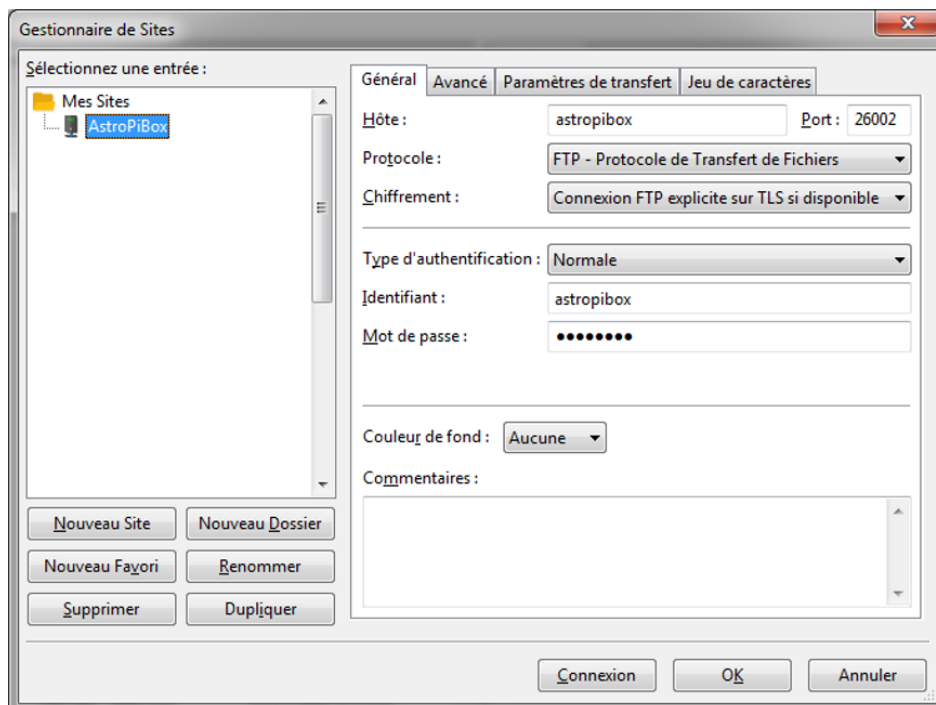 Gestionnaire de Sites
Sélectionnez une entrée :
Mes Sites
AstroPiBox
Nouveau Site
Nouveau Dossier
Nouveau Favori
Renommer
Supprimer
Dupliquer
Général
Avancé
Paramètres de transfert
Jeu de caractères
Hôte :
astropibox
Port :
26002
Protocole :
FTP - Protocole de Transfert de Fichiers
Chiffrement :
Connexion FTP explicite sur TLS si disponible
Type d'authentification :
Normale
Identifiant :
astropibox
Mot de passe :
••••••••
Couleur de fond :
Aucune
Commentaires :
Connexion
OK
Annuler